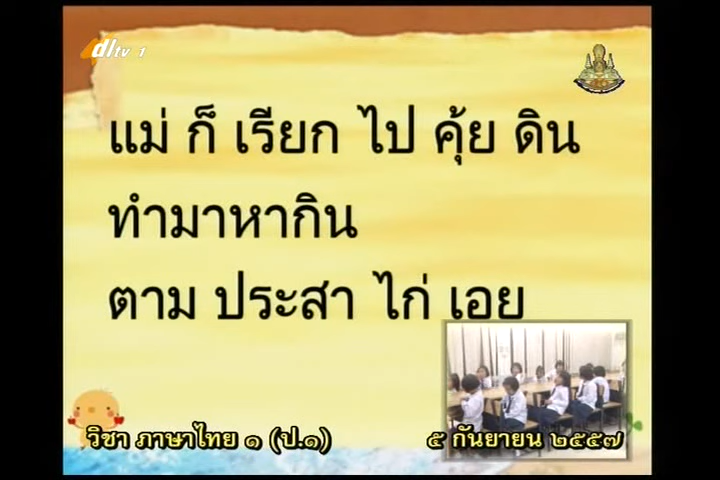 dltv 1
แม่ ก็ เรียก ไป คุ้ย ดิน
ทำมาหากิน
ตาม ประสา ไก่ เอย
วิชา ภาษาไทย ๑ (ป.๑)
๕ กันยายน ๒๕๕๗